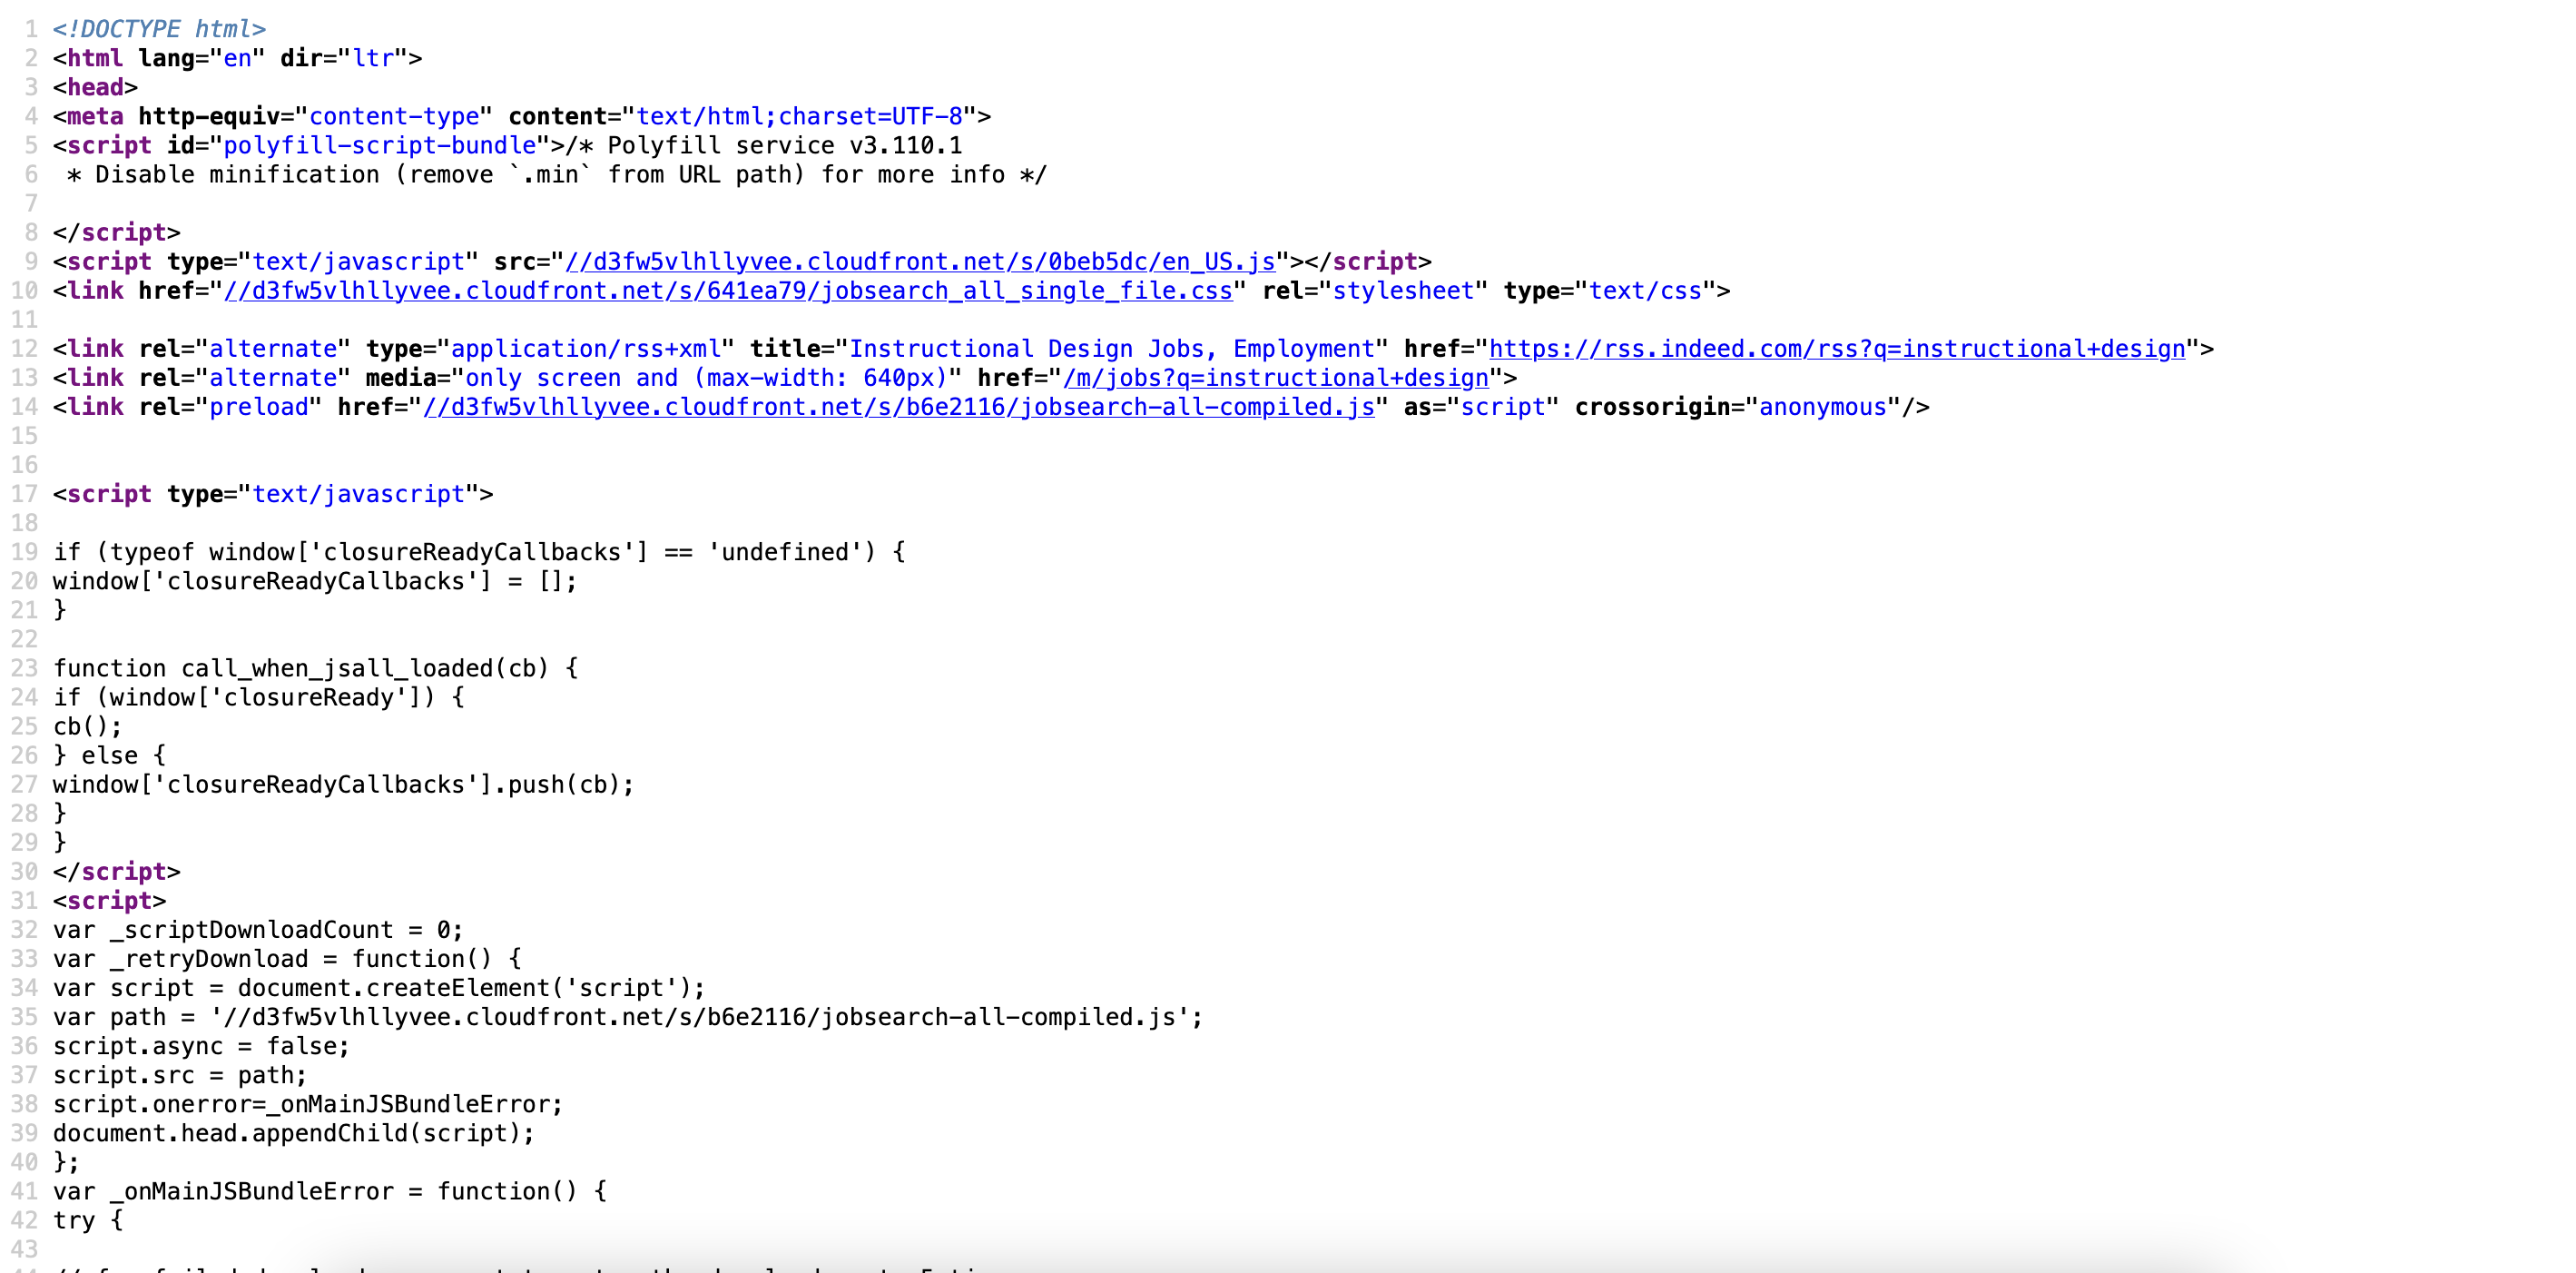 1 <!DOCTYPE html>
2 <html lang="en" dir="ltr">
3 <head>
4 <meta http-equiv="content-type" content="text/html;charset=UTF-8">
5 <script id="polyfill-script-bundle">/* Polyfill service v3.110.1
6  * Disable minification (remove `.min` from URL path) for more info */
7
8 </script>
9 <script type="text/javascript" src="//d3fw5vlhllyvee.cloudfront.net/s/0beb5dc/en_US.js"></script>
10 <link href="//d3fw5vlhllyvee.cloudfront.net/s/641ea79/jobsearch_all_single_file.css" rel="stylesheet" type="text/css">
11
12 <link rel="alternate" type="application/rss+xml" title="Instructional Design Jobs, Employment" href="https://rss.indeed.com/rss?q=instructional+design">
13 <link rel="alternate" media="only screen and (max-width: 640px)" href="/m/jobs?q=instructional+design">
14 <link rel="preload" href="//d3fw5vlhllyvee.cloudfront.net/s/b6e2116/jobsearch-all-compiled.js" as="script" crossorigin="anonymous"/>
15
16
17 <script type="text/javascript">
18
19 if (typeof window['closureReadyCallbacks'] == 'undefined') {
20 window['closureReadyCallbacks'] = [];
21 }
22
23 function call_when_jsall_loaded(cb) {
24 if (window['closureReady']) {
25 cb();
26 } else {
27 window['closureReadyCallbacks'].push(cb);
28 }
29 }
30 </script>
31 <script>
32 var _scriptDownloadCount = 0;
33 var _retryDownload = function() {
34 var script = document.createElement('script');
35 var path = '//d3fw5vlhllyvee.cloudfront.net/s/b6e2116/jobsearch-all-compiled.js';
36 script.async = false;
37 script.src = path;
38 script.onerror=_onMainJSBundleError;
39 document.head.appendChild(script);
40 };
41 var _onMainJSBundleError = function() {
42 try {
43